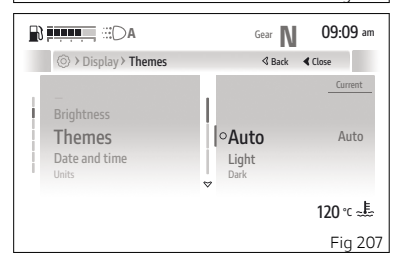 A Gear N 09:09 am
Display > Themes Back Close
Current
Brightness
Themes Auto Auto
Date and time Light
Units Dark
120 °C
Fig 207